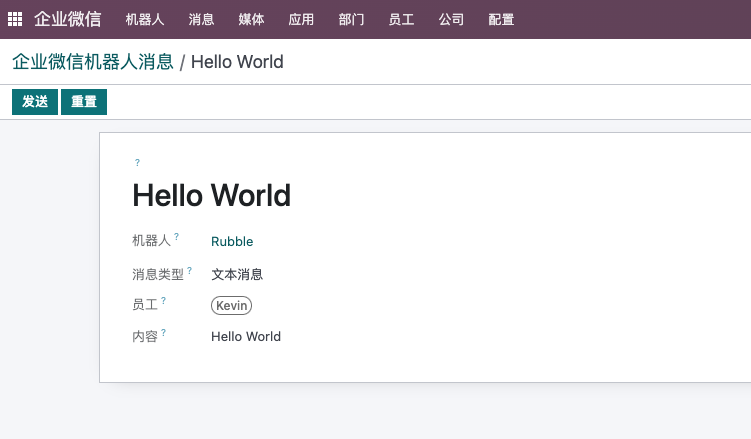 企业微信 机器人 消息 媒体 应用 部门 员工 公司 配置
企业微信机器人消息 / Hello World
发送 重置
?
Hello World
机器人 ? Rubble
消息类型 ? 文本消息
员工 ? Kevin
内容 ? Hello World